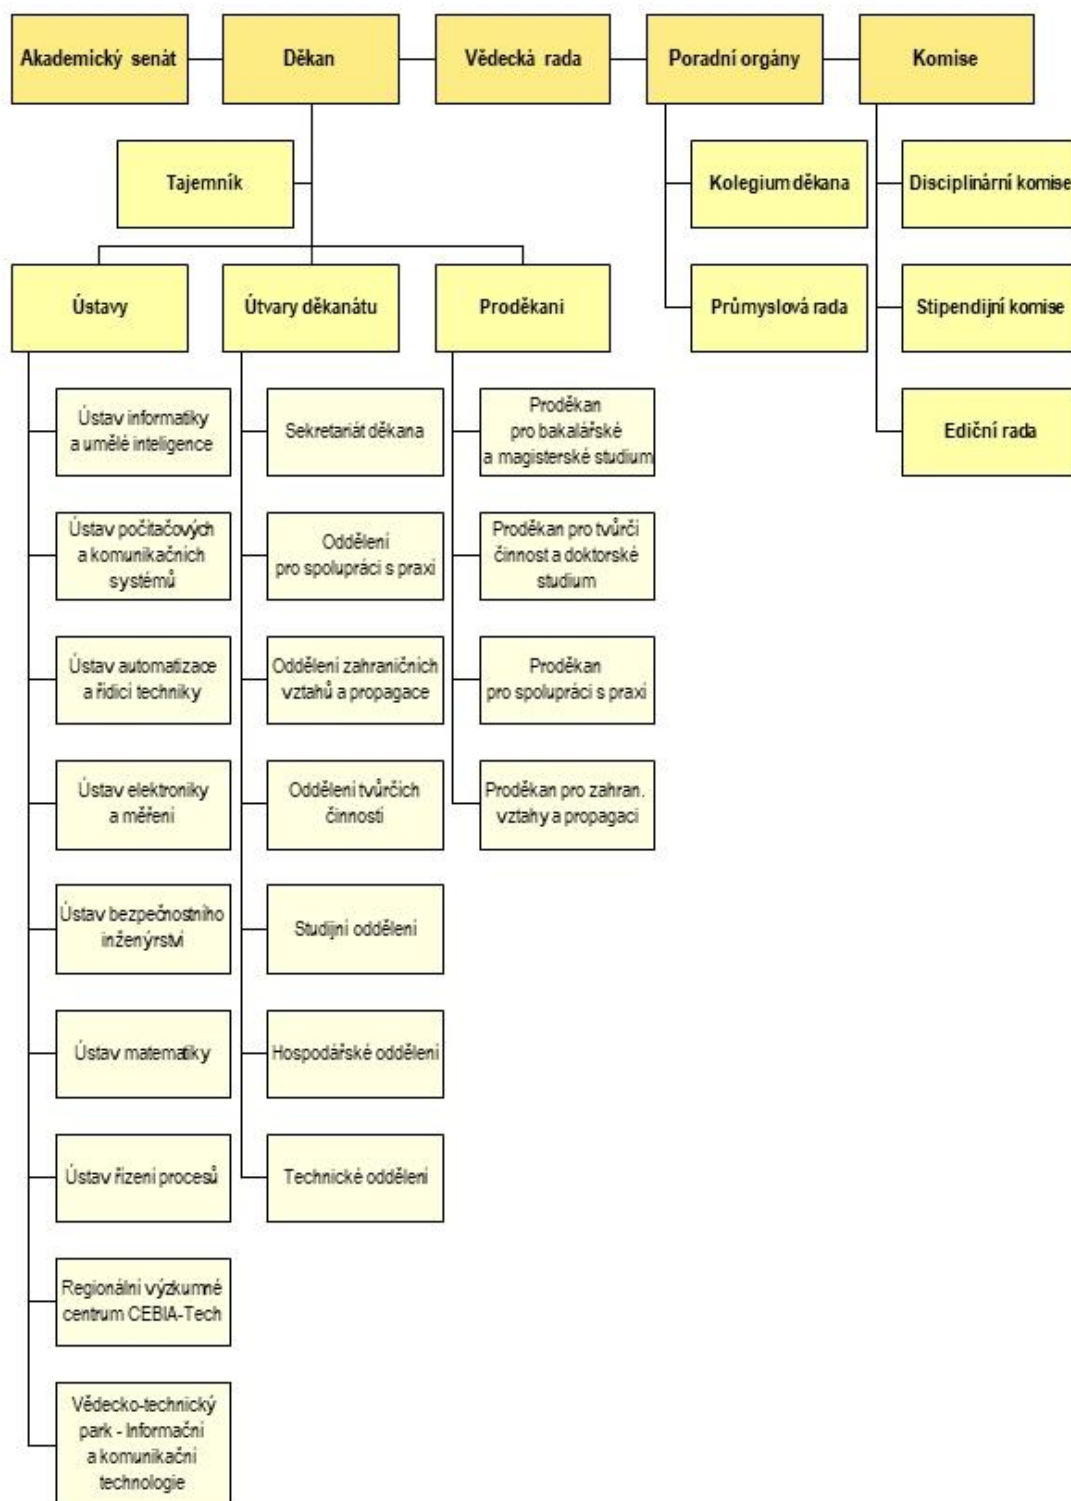 Akademický senát
Děkan
Vědecká rada
Poradní orgány
Komise
Tajemník
Kolegium děkana
Disciplinární komise
Ústavy
Útvary děkanátu
Proděkani
Průmyslová rada
Stipendijní komise
Ediční rada
Ústav informatiky
a umělé inteligence
Ústav počítačových
a komunikačních
systémů
Ústav automatizace
a řídicí techniky
Ústav elektroniky
a měření
Ústav bezpečnostního
inženýrství
Ústav matematiky
Ústav řízení procesů
Regionální výzkumné
centrum CEBIA-Tech
Vědecko-technický
park - Informační
a komunikační
technologie
Sekretariát děkana
Oddělení
pro spolupráci s praxí
Oddělení zahraničních
vztahů a propagace
Oddělení tvůrčích
činností
Studijní oddělení
Hospodářské oddělení
Technické oddělení
Proděkan
pro bakalářské
a magisterské studium
Proděkan pro tvůrčí
činnost a doktorské
studium
Proděkan
pro spolupráci s praxí
Proděkan pro zahran.
vztahy a propagaci